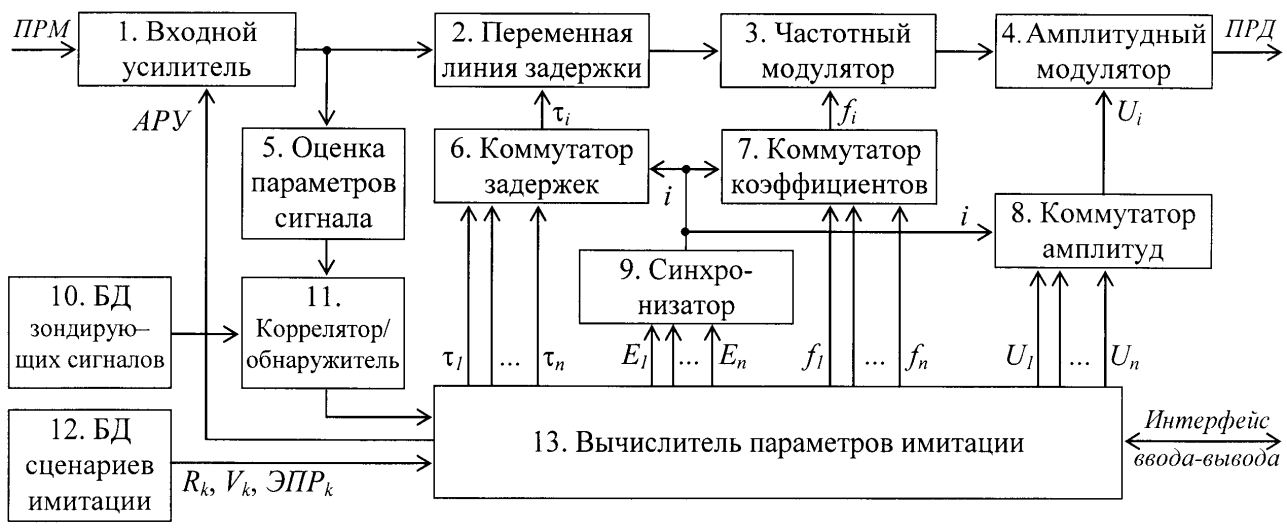 ПРМ
1. Входной
усилитель
2. Переменная
линия задержки
3. Частотный
модулятор
4. Амплитудный
модулятор
ПРД
АРУ
τi
fi
Ui
5. Оценка
параметров
сигнала
6. Коммутатор
задержек
7. Коммутатор
коэффициентов
i
i
8. Коммутатор
амплитуд
9. Синхро-
низатор
10. БД
зондирую–
щих сигналов
11.
Коррелятор/
обнаружитель
τ1 ... τn
E1 ... En
f1 ... fn
U1 ... Un
12. БД
сценариев
имитации
Rk, Vk, ЭПРk
13. Вычислитель параметров имитации
Интерфейс
ввода-вывода